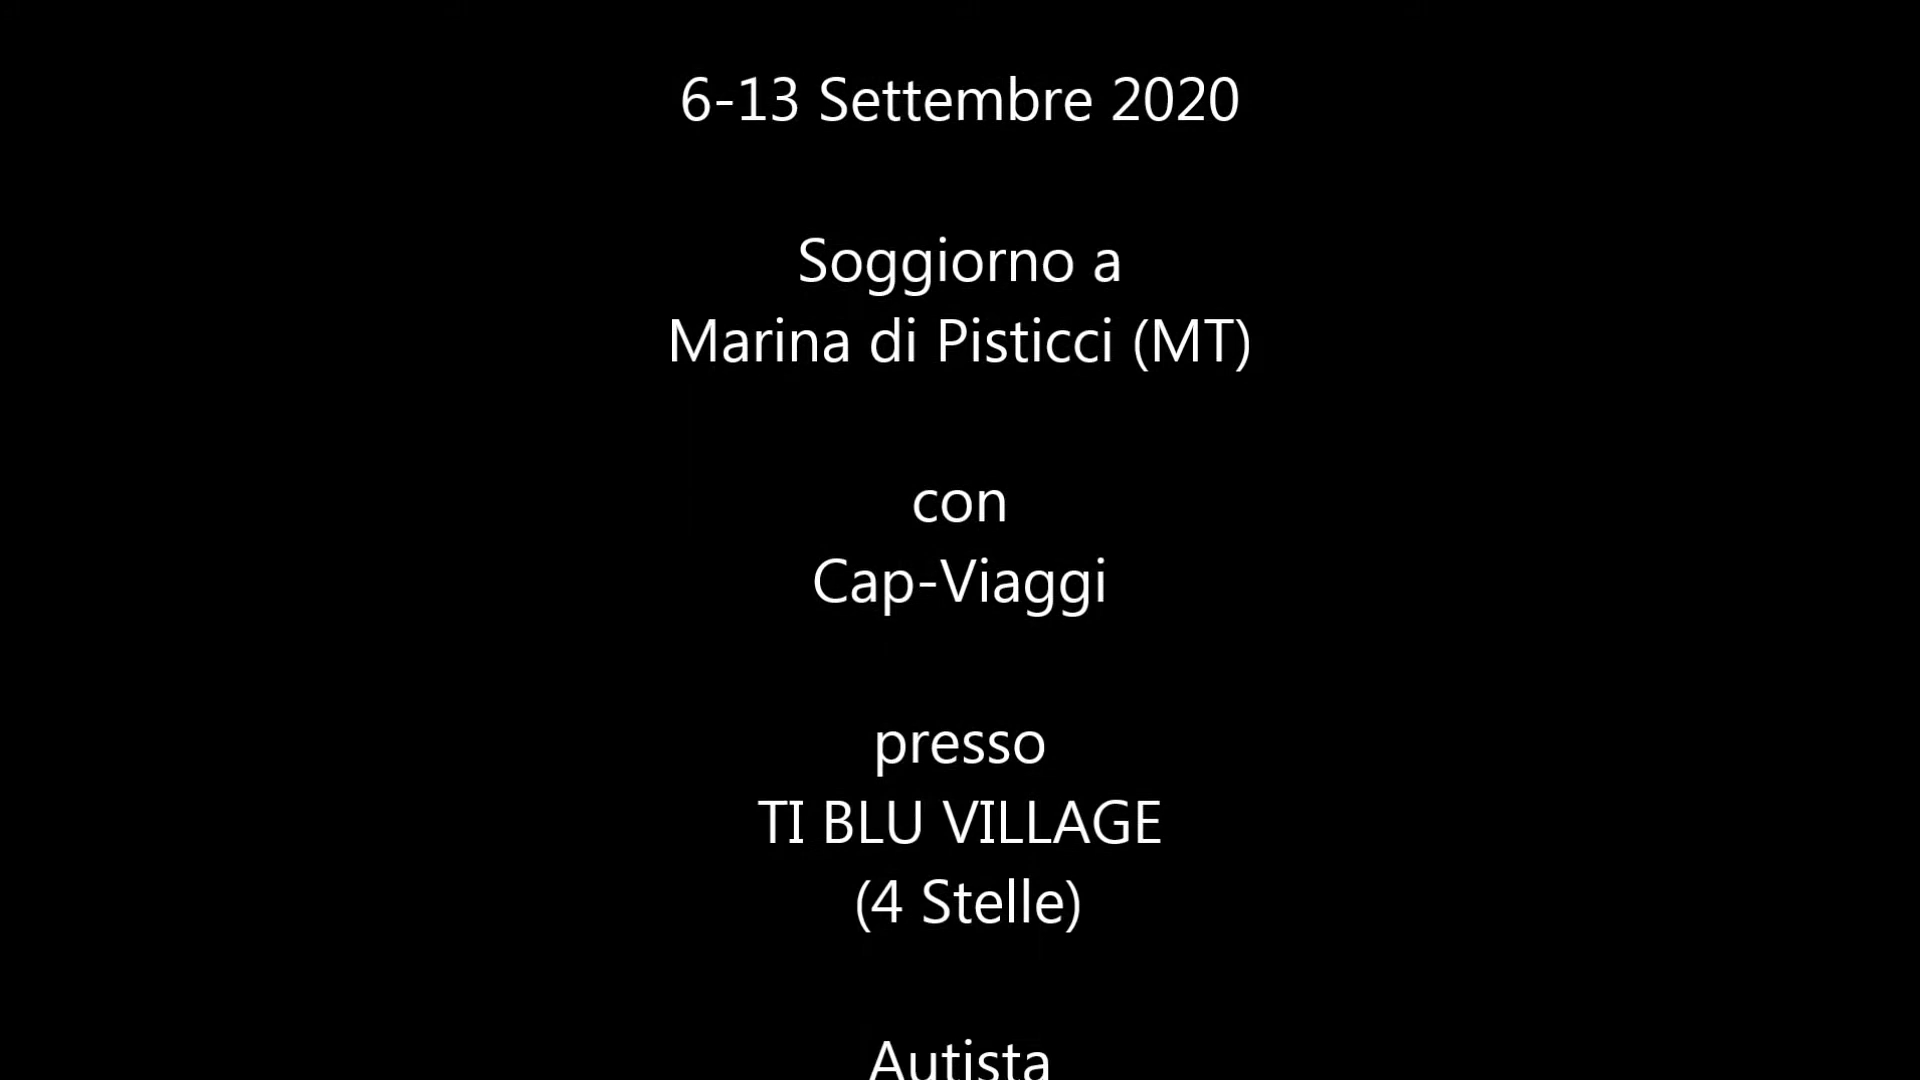 6-13 Settembre 2020
Soggiorno a
Marina di Pisticci (MT)
con
Cap-Viaggi
presso
TI BLU VILLAGE
(4 Stelle)
Autista